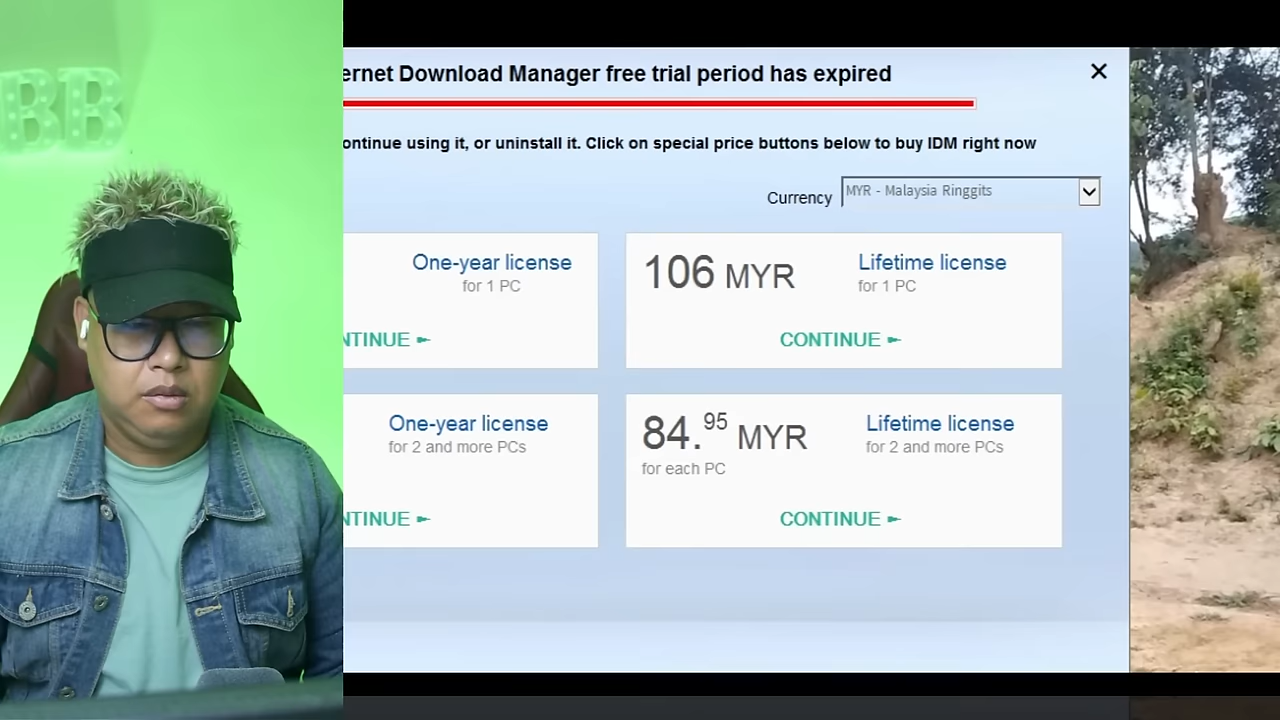 BB
ernet Download Manager free trial period has expired
ontinue using it, or uninstall it. Click on special price buttons below to buy IDM right now
Currency MYR - Malaysia Ringgits
One-year license
for 1 PC
NTINUE ►
106 MYR
Lifetime license
for 1 PC
CONTINUE ►
One-year license
for 2 and more PCs
NTINUE ►
84.95 MYR
for each PC
Lifetime license
for 2 and more PCs
CONTINUE ►